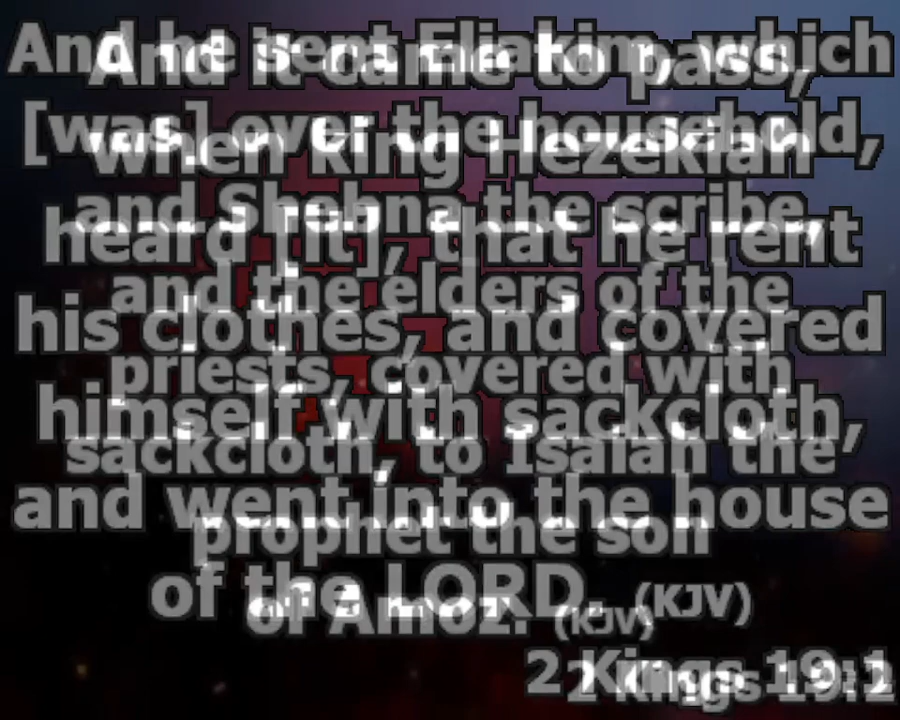 And it came to pass,
when king Hezekiah
heard [it], that he rent
his clothes, and covered
himself with sackcloth,
and went into the house
of the LORD. (KJV)
2 Kings 19:1
And he sent Eliakim, which
[was] over the household,
and Shebna the scribe,
and the elders of the
priests, covered with
sackcloth, to Isaiah the
prophet the son
of Amoz. (KJV)
2 Kings 19:2